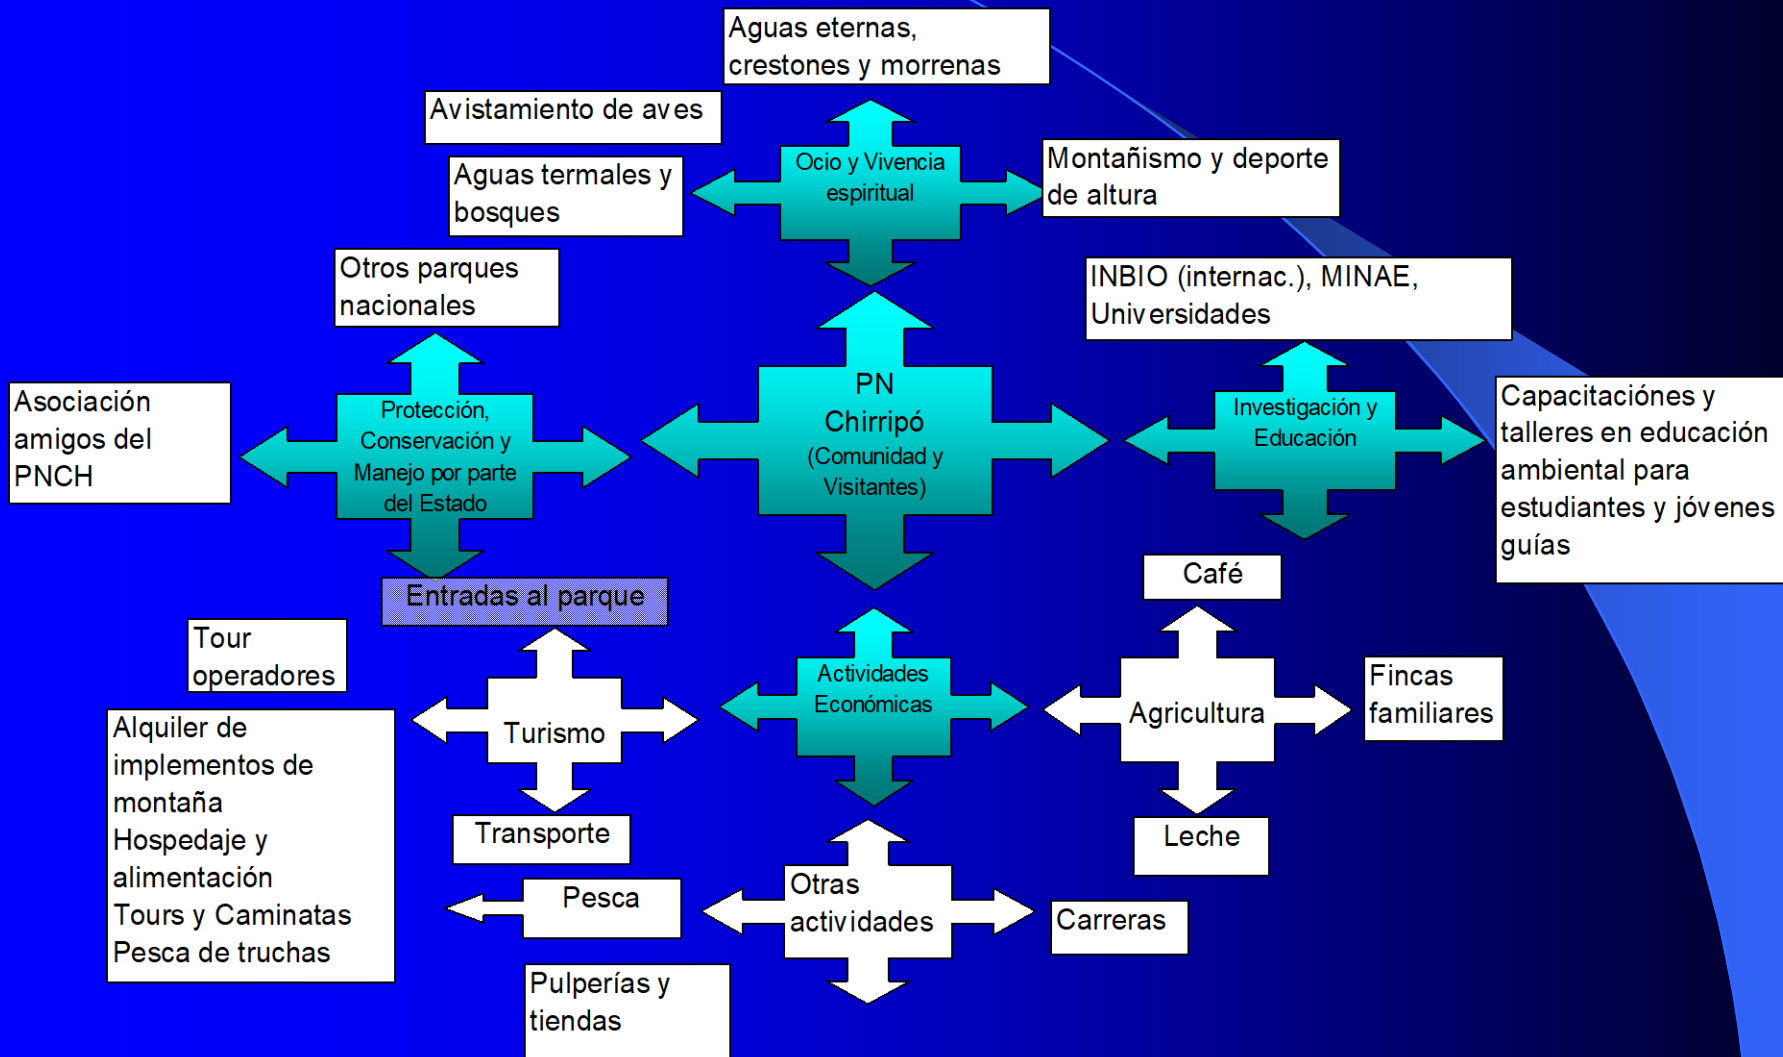 Aguas eternas,
crestones y morrenas
Avistamiento de aves
Aguas termales y
bosques
Ocio y Vivencia
espiritual
Montañismo y deporte
de altura
Otros parques
nacionales
INBIO (internac.), MINAE,
Universidades
Asociación
amigos del
PNCH
Protección,
Conservación y
Manejo por parte
del Estado
PN
Chirripó
(Comunidad y
Visitantes)
Investigación y
Educación
Capacitaciónes y
talleres en educación
ambiental para
estudiantes y jóvenes
guías
Entradas al parque
Café
Tour
operadores
Turismo
Actividades
Económicas
Agricultura
Fincas
familiares
Alquiler de
implementos de
montaña
Hospedaje y
alimentación
Tours y Caminatas
Pesca de truchas
Transporte
Leche
Pesca
Otras
actividades
Carreras
Pulperías y
tiendas